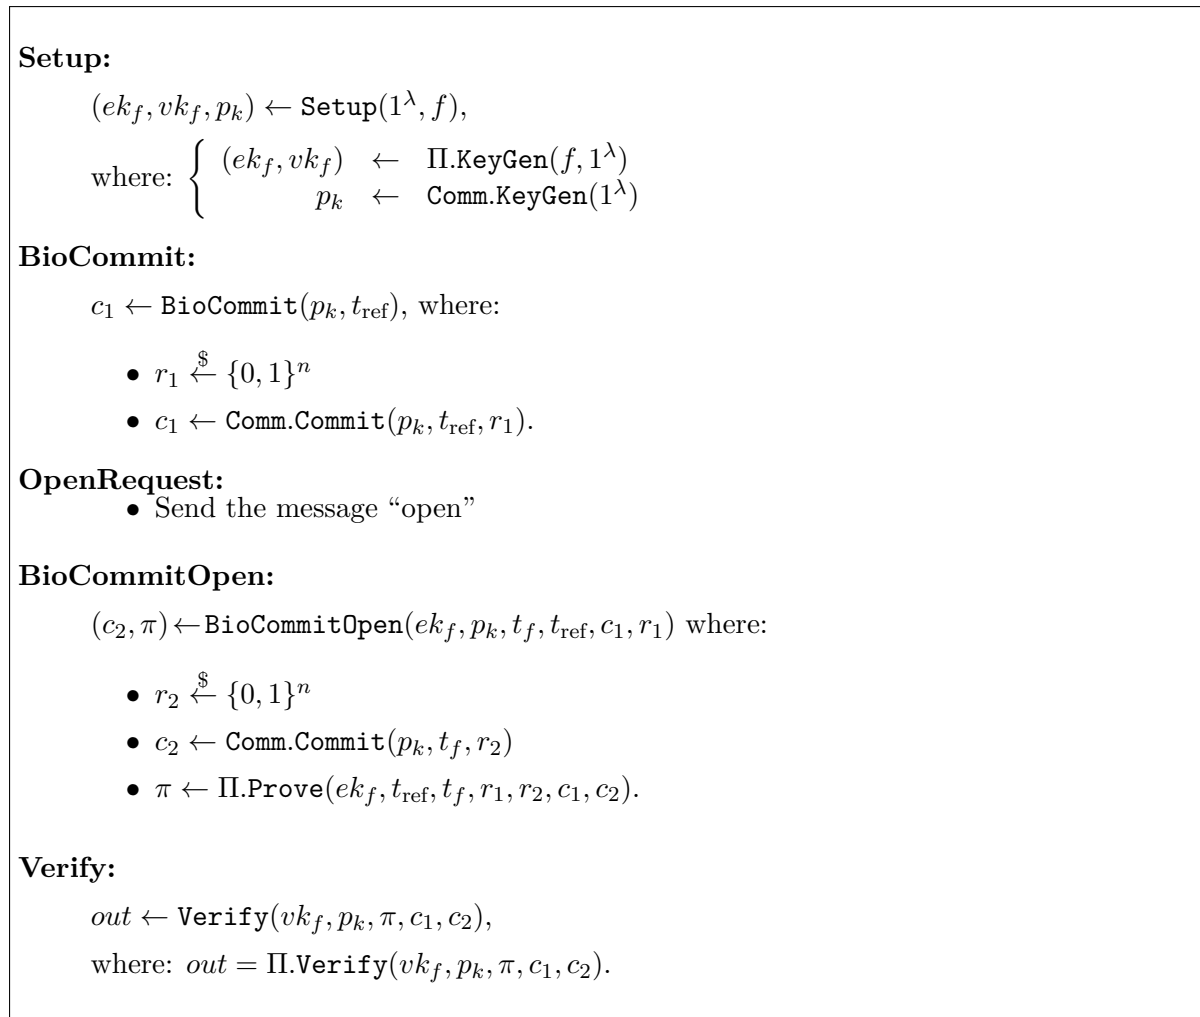 Setup:
(ek_f, vk_f, p_k) ← Setup(1^λ, f),
where: { (ek_f, vk_f) ← Π.KeyGen(f, 1^λ)
p_k ← Comm.KeyGen(1^λ)
BioCommit:
c_1 ← BioCommit(p_k, t_ref), where:
• r_1 ←^$ {0, 1}^n
• c_1 ← Comm.Commit(p_k, t_ref, r_1).
OpenRequest:
• Send the message “open”
BioCommitOpen:
(c_2, π) ← BioCommitOpen(ek_f, p_k, t_f, t_ref, c_1, r_1) where:
• r_2 ←^$ {0, 1}^n
• c_2 ← Comm.Commit(p_k, t_f, r_2)
• π ← Π.Prove(ek_f, t_ref, t_f, r_1, r_2, c_1, c_2).
Verify:
out ← Verify(vk_f, p_k, π, c_1, c_2),
where: out = Π.Verify(vk_f, p_k, π, c_1, c_2).